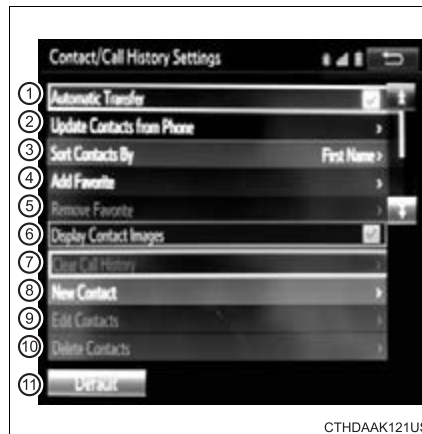 Contact/Call History Settings
1 Automatic Transfer
2 Update Contacts from Phone
3 Sort Contacts By First Name >
4 Add Favorite
5 Remove Favorite
6 Display Contact Images
7 Clear Call History
8 New Contact
9 Edit Contacts
10 Delete Contacts
11 Default
CTHDAAK121US